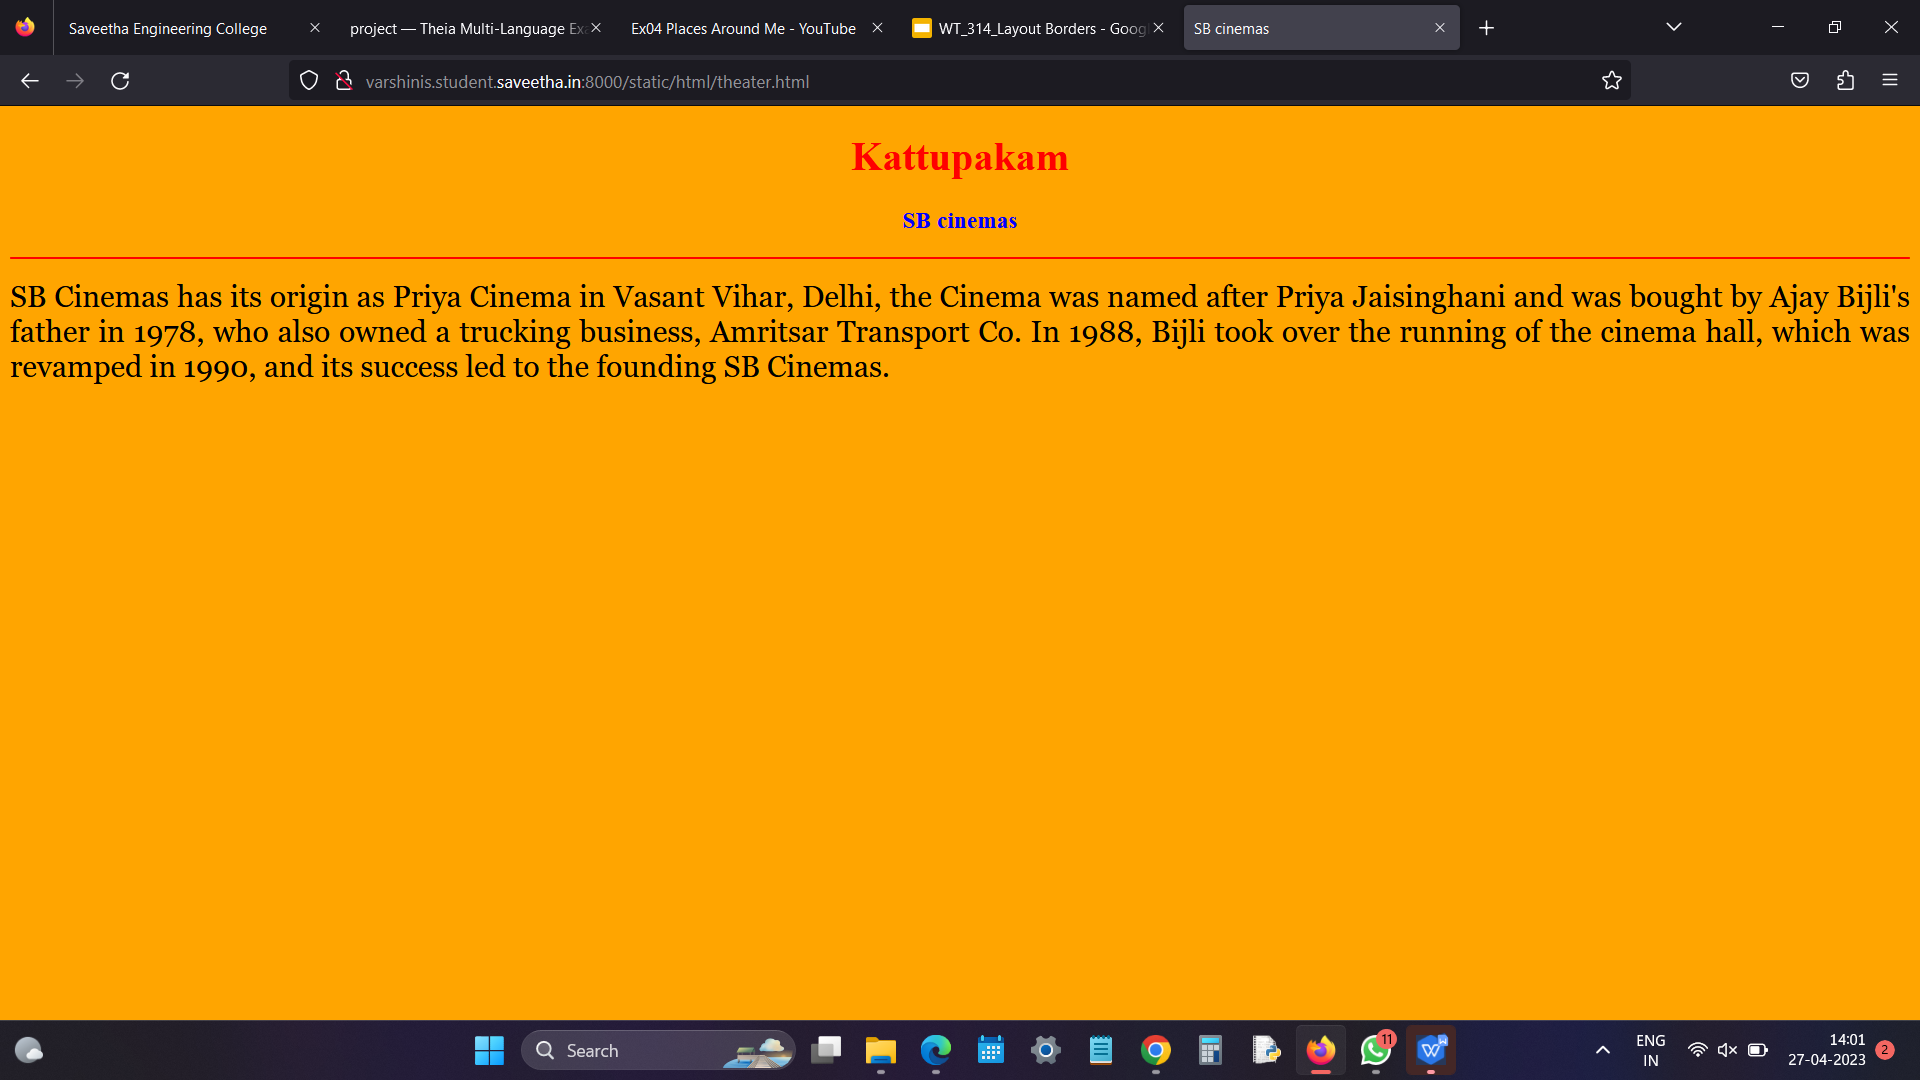 Saveetha Engineering College
project — Theia Multi-Language Ex
Ex04 Places Around Me - YouTube
WT_314_Layout Borders - Goog
SB cinemas
varshinis.student.saveetha.in:8000/static/html/theater.html
Kattupakam
SB cinemas
SB Cinemas has its origin as Priya Cinema in Vasant Vihar, Delhi, the Cinema was named after Priya Jaisinghani and was bought by Ajay Bijli's
father in 1978, who also owned a trucking business, Amritsar Transport Co. In 1988, Bijli took over the running of the cinema hall, which was
revamped in 1990, and its success led to the founding SB Cinemas.
Search
11
W
ENG
IN
14:01
27-04-2023
2